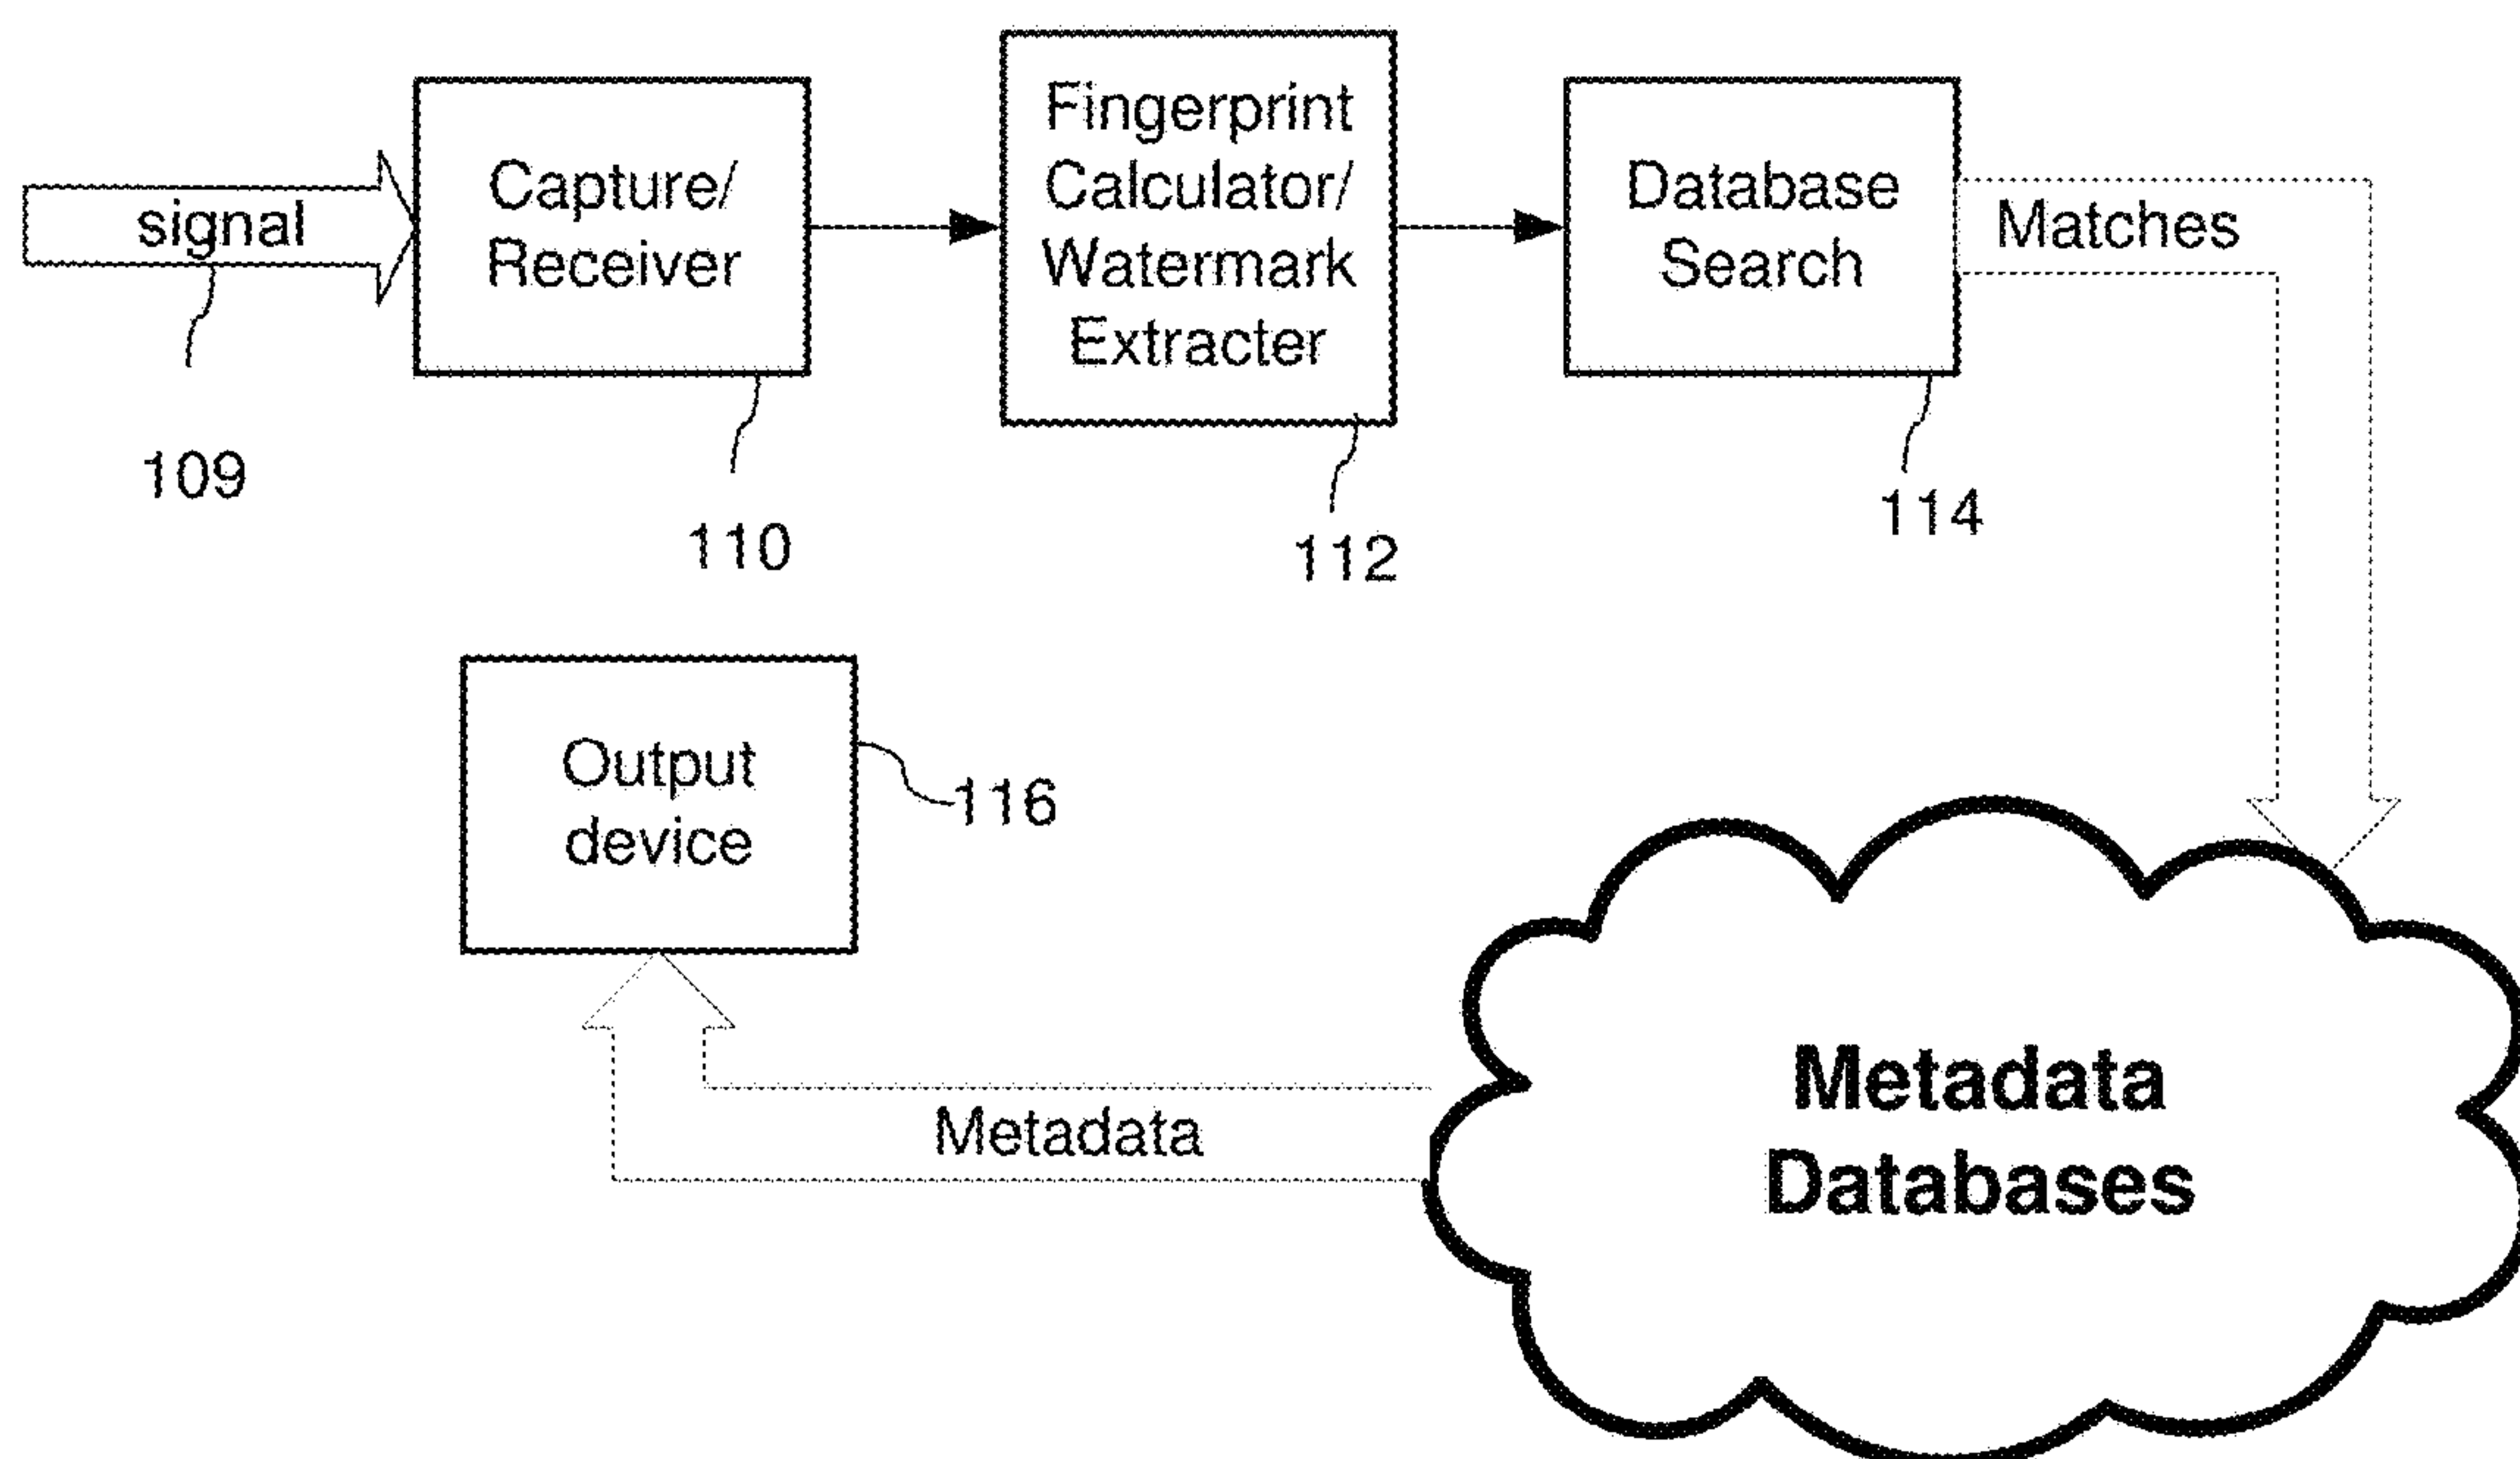 signal
Capture/
Receiver
Fingerprint
Calculator/
Watermark
Extracter
Database
Search
Matches
109
110
112
114
Output
device
116
Metadata
Metadata
Databases